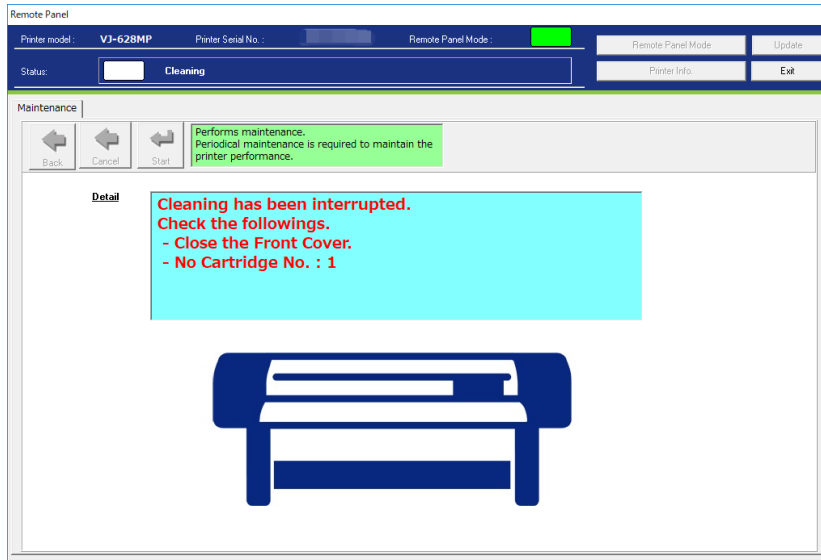 Remote Panel
Printer model : VJ-628MP Printer Serial No. : Remote Panel Mode :
Remote Panel Mode Update
Status: Cleaning
Printer Info. Exit
Maintenance
Back Cancel Start
Performs maintenance.
Periodical maintenance is required to maintain the
printer performance.
Detail
Cleaning has been interrupted.
Check the followings.
- Close the Front Cover.
- No Cartridge No. : 1